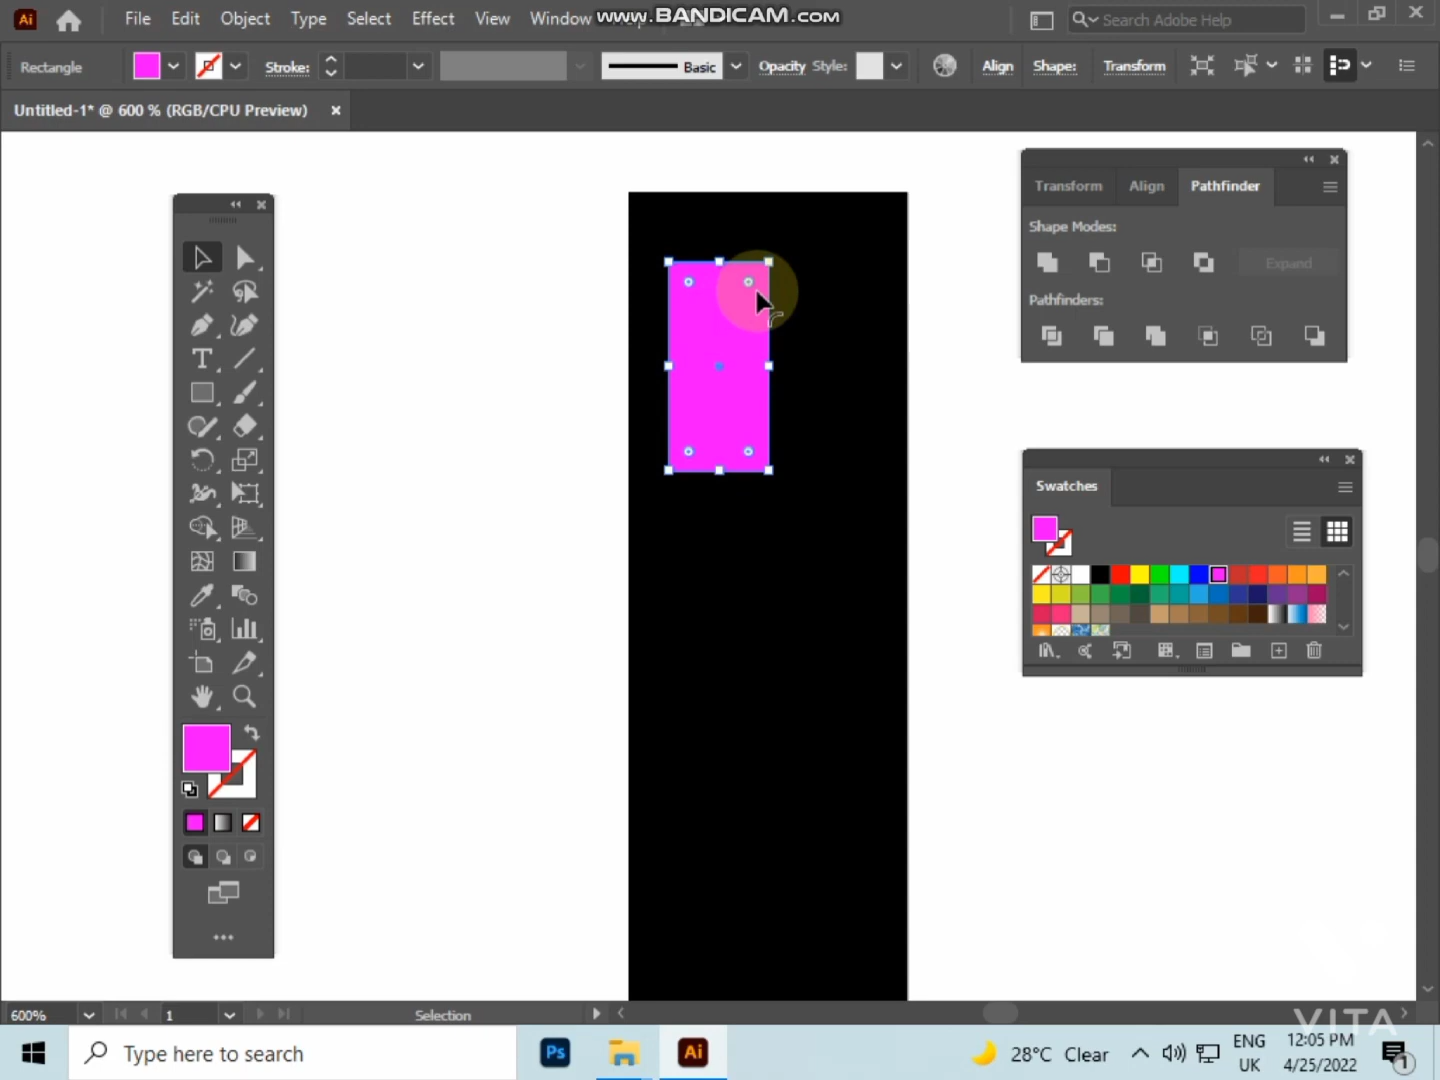 Ai File Edit Object Type Select Effect View Window
www.BANDICAM.com
Search Adobe Help
Rectangle Stroke: Basic Opacity Style: Align Shape: Transform
Untitled-1* @ 600 % (RGB/CPU Preview) ×
Transform Align Pathfinder
Shape Modes:
Expand
Pathfinders:
Swatches
600% 1 Selection
VITA
Type here to search
Ps
Ai
28°C Clear
ENG
UK
12:05 PM
4/25/2022
1